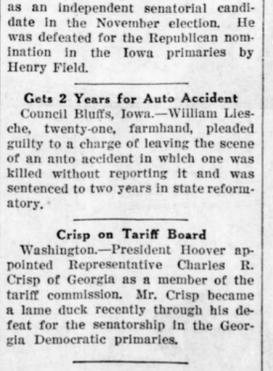 as an independent senatorial candi-
date in the November election. He
was defeated for the Republican nom-
ination in the Iowa primaries by
Henry Field.
Gets 2 Years for Auto Accident
Council Bluffs, Iowa.—William Lies-
che, twenty-one, farmhand, pleaded
guilty to a charge of leaving the scene
of an auto accident in which one was
killed without reporting it and was
sentenced to two years in state reform-
atory.
Crisp on Tariff Board
Washington.—President Hoover ap-
pointed Representative Charles R.
Crisp of Georgia as a member of the
tariff commission. Mr. Crisp became
a lame duck recently through his de-
feat for the senatorship in the Geor-
gia Democratic primaries.